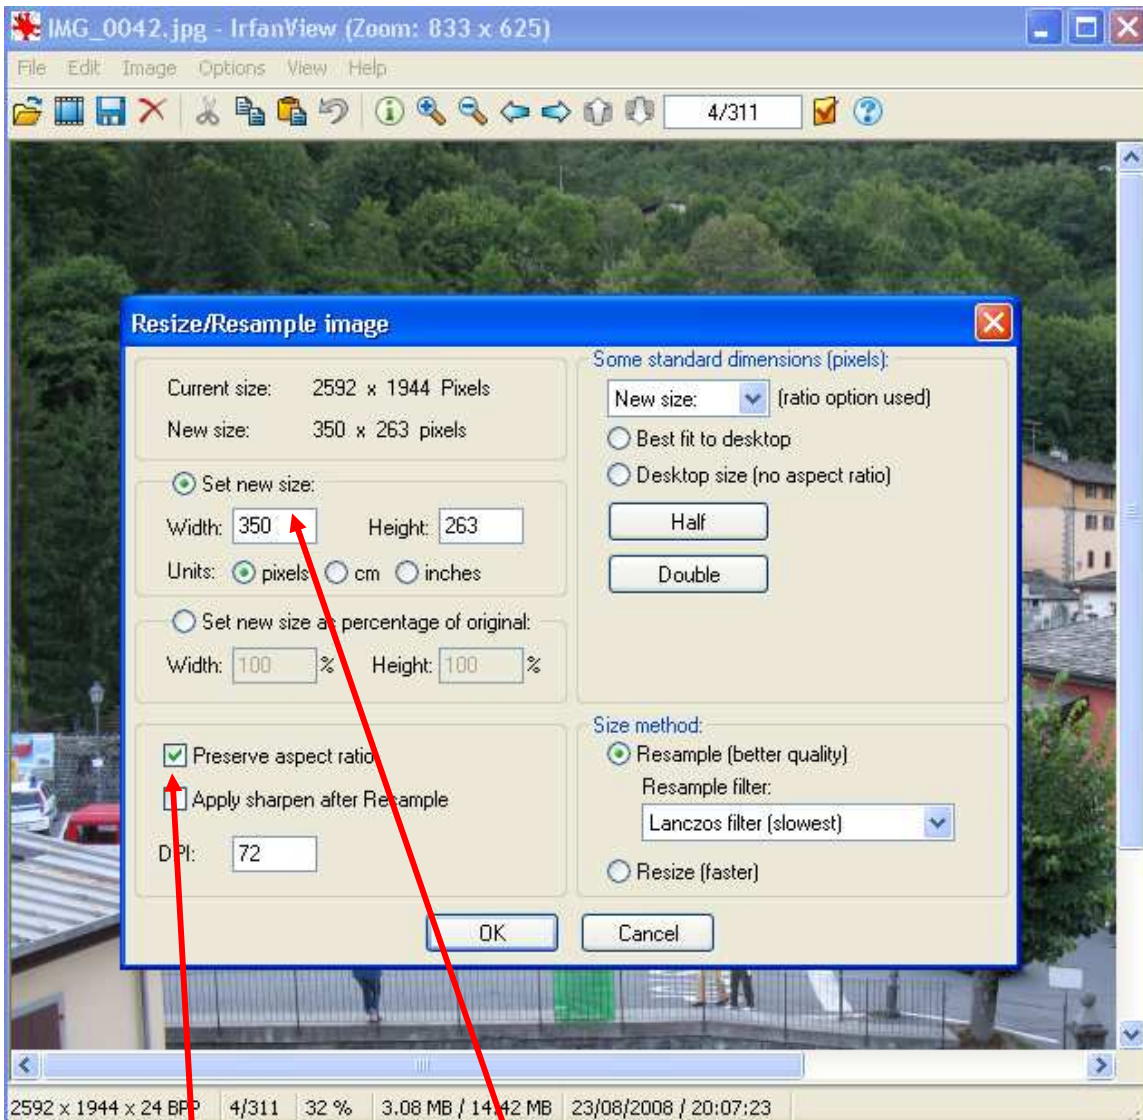 IMG_0042.jpg - IrfanView (Zoom: 833 x 625)
File Edit Image Options View Help
4/311
Resize/Resample image
Current size: 2592 x 1944 Pixels
New size: 350 x 263 pixels
Set new size:
Width: 350 Height: 263
Units: pixels cm inches
Set new size as percentage of original:
Width: 100 % Height: 100 %
Preserve aspect ratio
Apply sharpen after Resample
DPI: 72
Some standard dimensions (pixels):
New size: (ratio option used)
Best fit to desktop
Desktop size (no aspect ratio)
Half
Double
Size method:
Resample (better quality)
Resample filter:
Lanczos filter (slowest)
Resize (faster)
OK Cancel
2592 x 1944 x 24 BPP 4/311 32 % 3.08 MB / 14.42 MB 23/08/2008 / 20:07:23